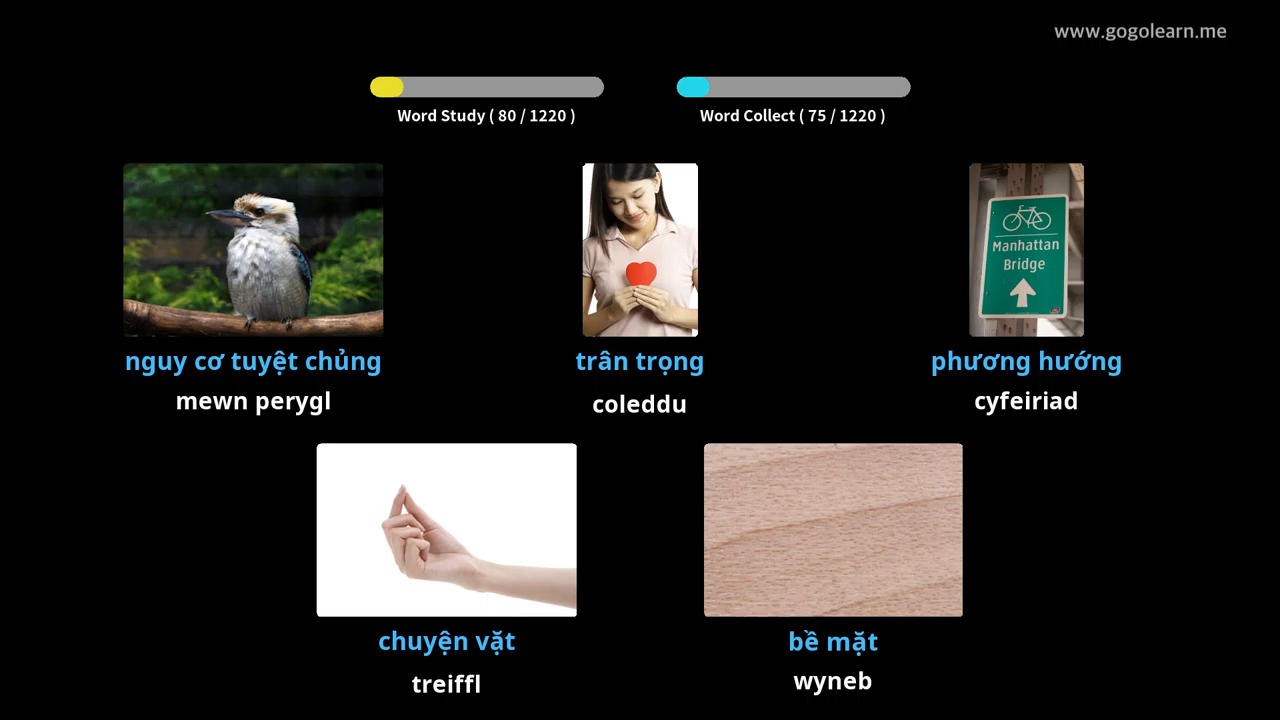 www.gogolearn.me
Word Study ( 80 / 1220 )
Word Collect ( 75 / 1220 )
Manhattan
Bridge
nguy cơ tuyệt chủng
mewn perygl
trân trọng
coleddu
phương hướng
cyfeiriad
chuyện vặt
treiffl
bề mặt
wyneb